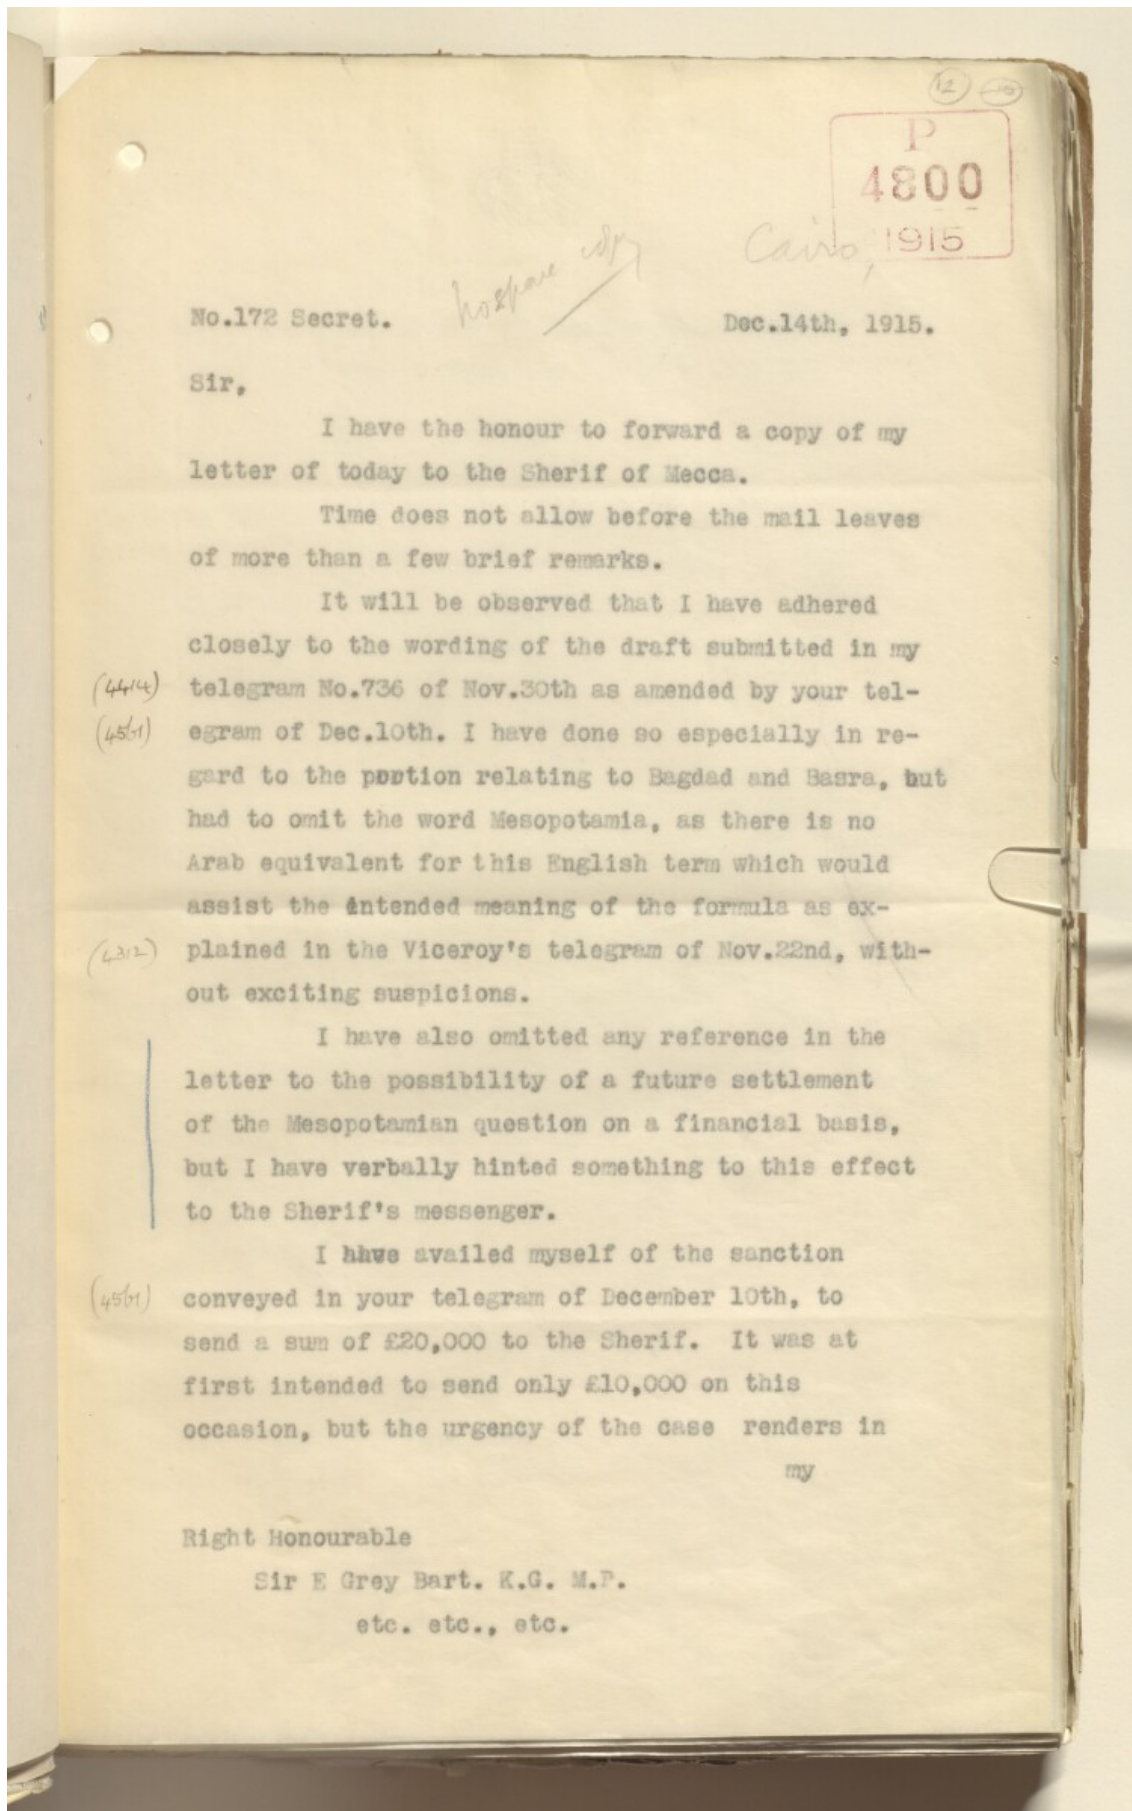 12
P
4800
1915
Cairo,
no spare copy
No.172 Secret.
Dec.14th, 1915.
Sir,
I have the honour to forward a copy of my
letter of today to the Sherif of Mecca.
Time does not allow before the mail leaves
of more than a few brief remarks.
It will be observed that I have adhered
closely to the wording of the draft submitted in my
(4414) telegram No.736 of Nov.30th as amended by your tel-
(4561) egram of Dec.10th. I have done so especially in re-
gard to the portion relating to Bagdad and Basra, but
had to omit the word Mesopotamia, as there is no
Arab equivalent for this English term which would
assist the intended meaning of the formula as ex-
(4312) plained in the Viceroy's telegram of Nov.22nd, with-
out exciting suspicions.
I have also omitted any reference in the
letter to the possibility of a future settlement
of the Mesopotamian question on a financial basis,
but I have verbally hinted something to this effect
to the Sherif's messenger.
I have availed myself of the sanction
(4561) conveyed in your telegram of December 10th, to
send a sum of £20,000 to the Sherif. It was at
first intended to send only £10,000 on this
occasion, but the urgency of the case renders in
my
Right Honourable
Sir E Grey Bart. K.G. M.P.
etc. etc., etc.